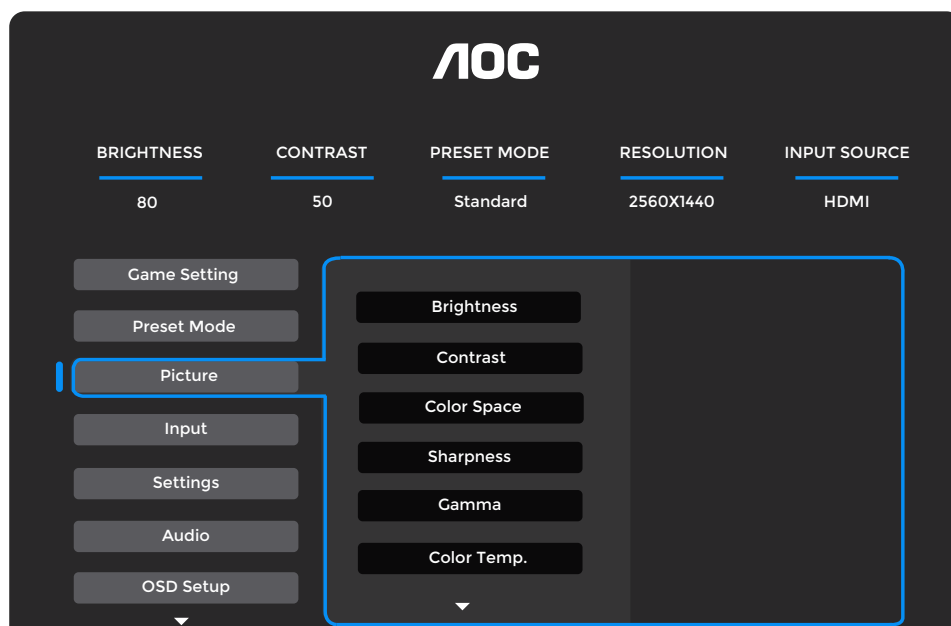 AOC
BRIGHTNESS CONTRAST PRESET MODE RESOLUTION INPUT SOURCE
80 50 Standard 2560X1440 HDMI
Game Setting
Preset Mode
Picture
Input
Settings
Audio
OSD Setup
Brightness
Contrast
Color Space
Sharpness
Gamma
Color Temp.